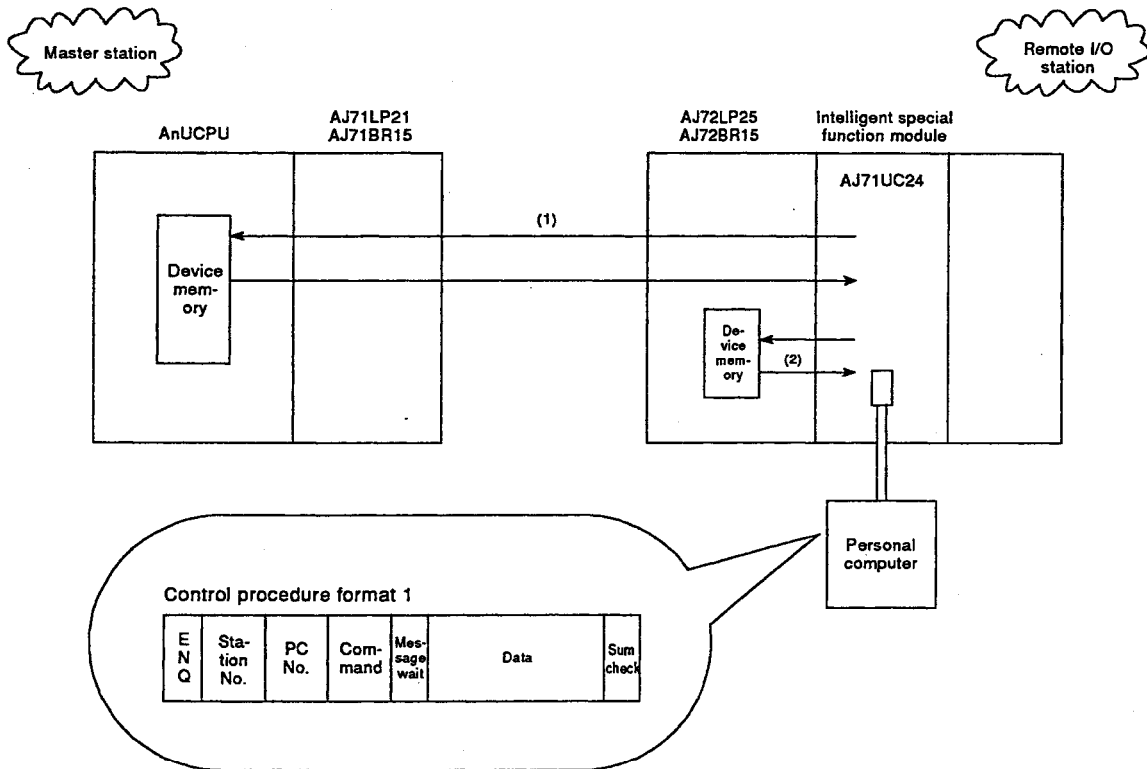 Master station
Remote I/O
station
AnUCPU
AJ71LP21
AJ71BR15
AJ72LP25
AJ72BR15
Intelligent special
function module
AJ71UC24
(1)
Device
mem-
ory
De-
vice
mem-
ory
(2)
Personal
computer
Control procedure format 1
E
N
Q
Sta-
tion
No.
PC
No.
Com-
mand
Mes-
sage
wait
Data
Sum
check